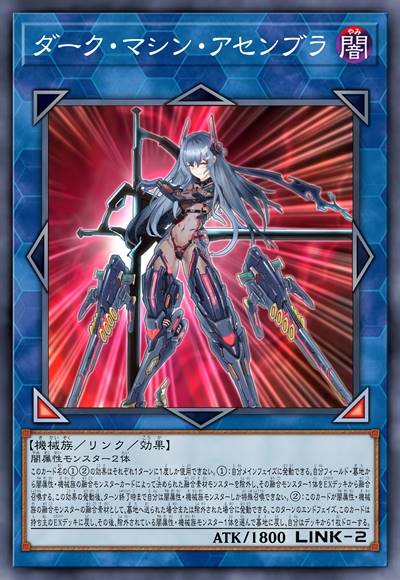 ダーク・マシン・アセンブラ 闇
【機械族／リンク／効果】
闇属性モンスター2体
このカード名の①②の効果はそれぞれ1ターンに1度しか使用できない。①：自分メインフェイズに発動できる。自分フィールド・墓地か
ら闇属性・機械族の融合モンスターカードによって決められた融合素材モンスターを除外し、その融合モンスター1体をEXデッキから融合
召喚する。この効果の発動後、ターン終了時まで自分は闇属性・機械族モンスターしか特殊召喚できない。②：このカードが闇属性・機
械族の融合モンスターの融合素材として、墓地へ送られた場合または除外された場合に発動できる。このターンのエンドフェイズ、このカードは
持ち主のEXデッキに戻し、その後、除外されている闇属性・機械族モンスター1体を選んで墓地に戻し、自分はデッキから1枚ドローする。
ATK/1800 LINK-2